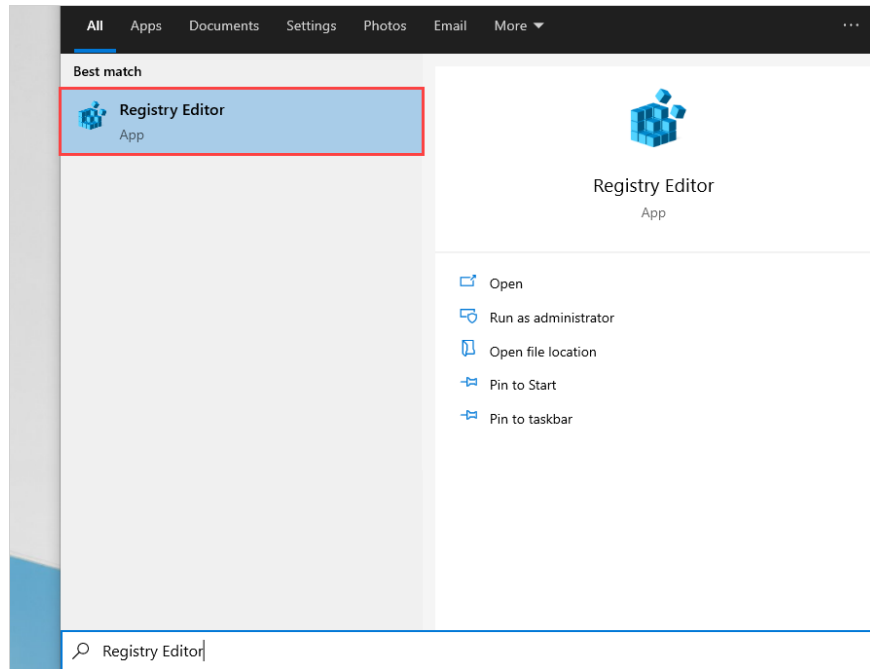 All Apps Documents Settings Photos Email More ···
Best match
Registry Editor
App
Registry Editor
App
Open
Run as administrator
Open file location
Pin to Start
Pin to taskbar
Registry Editor